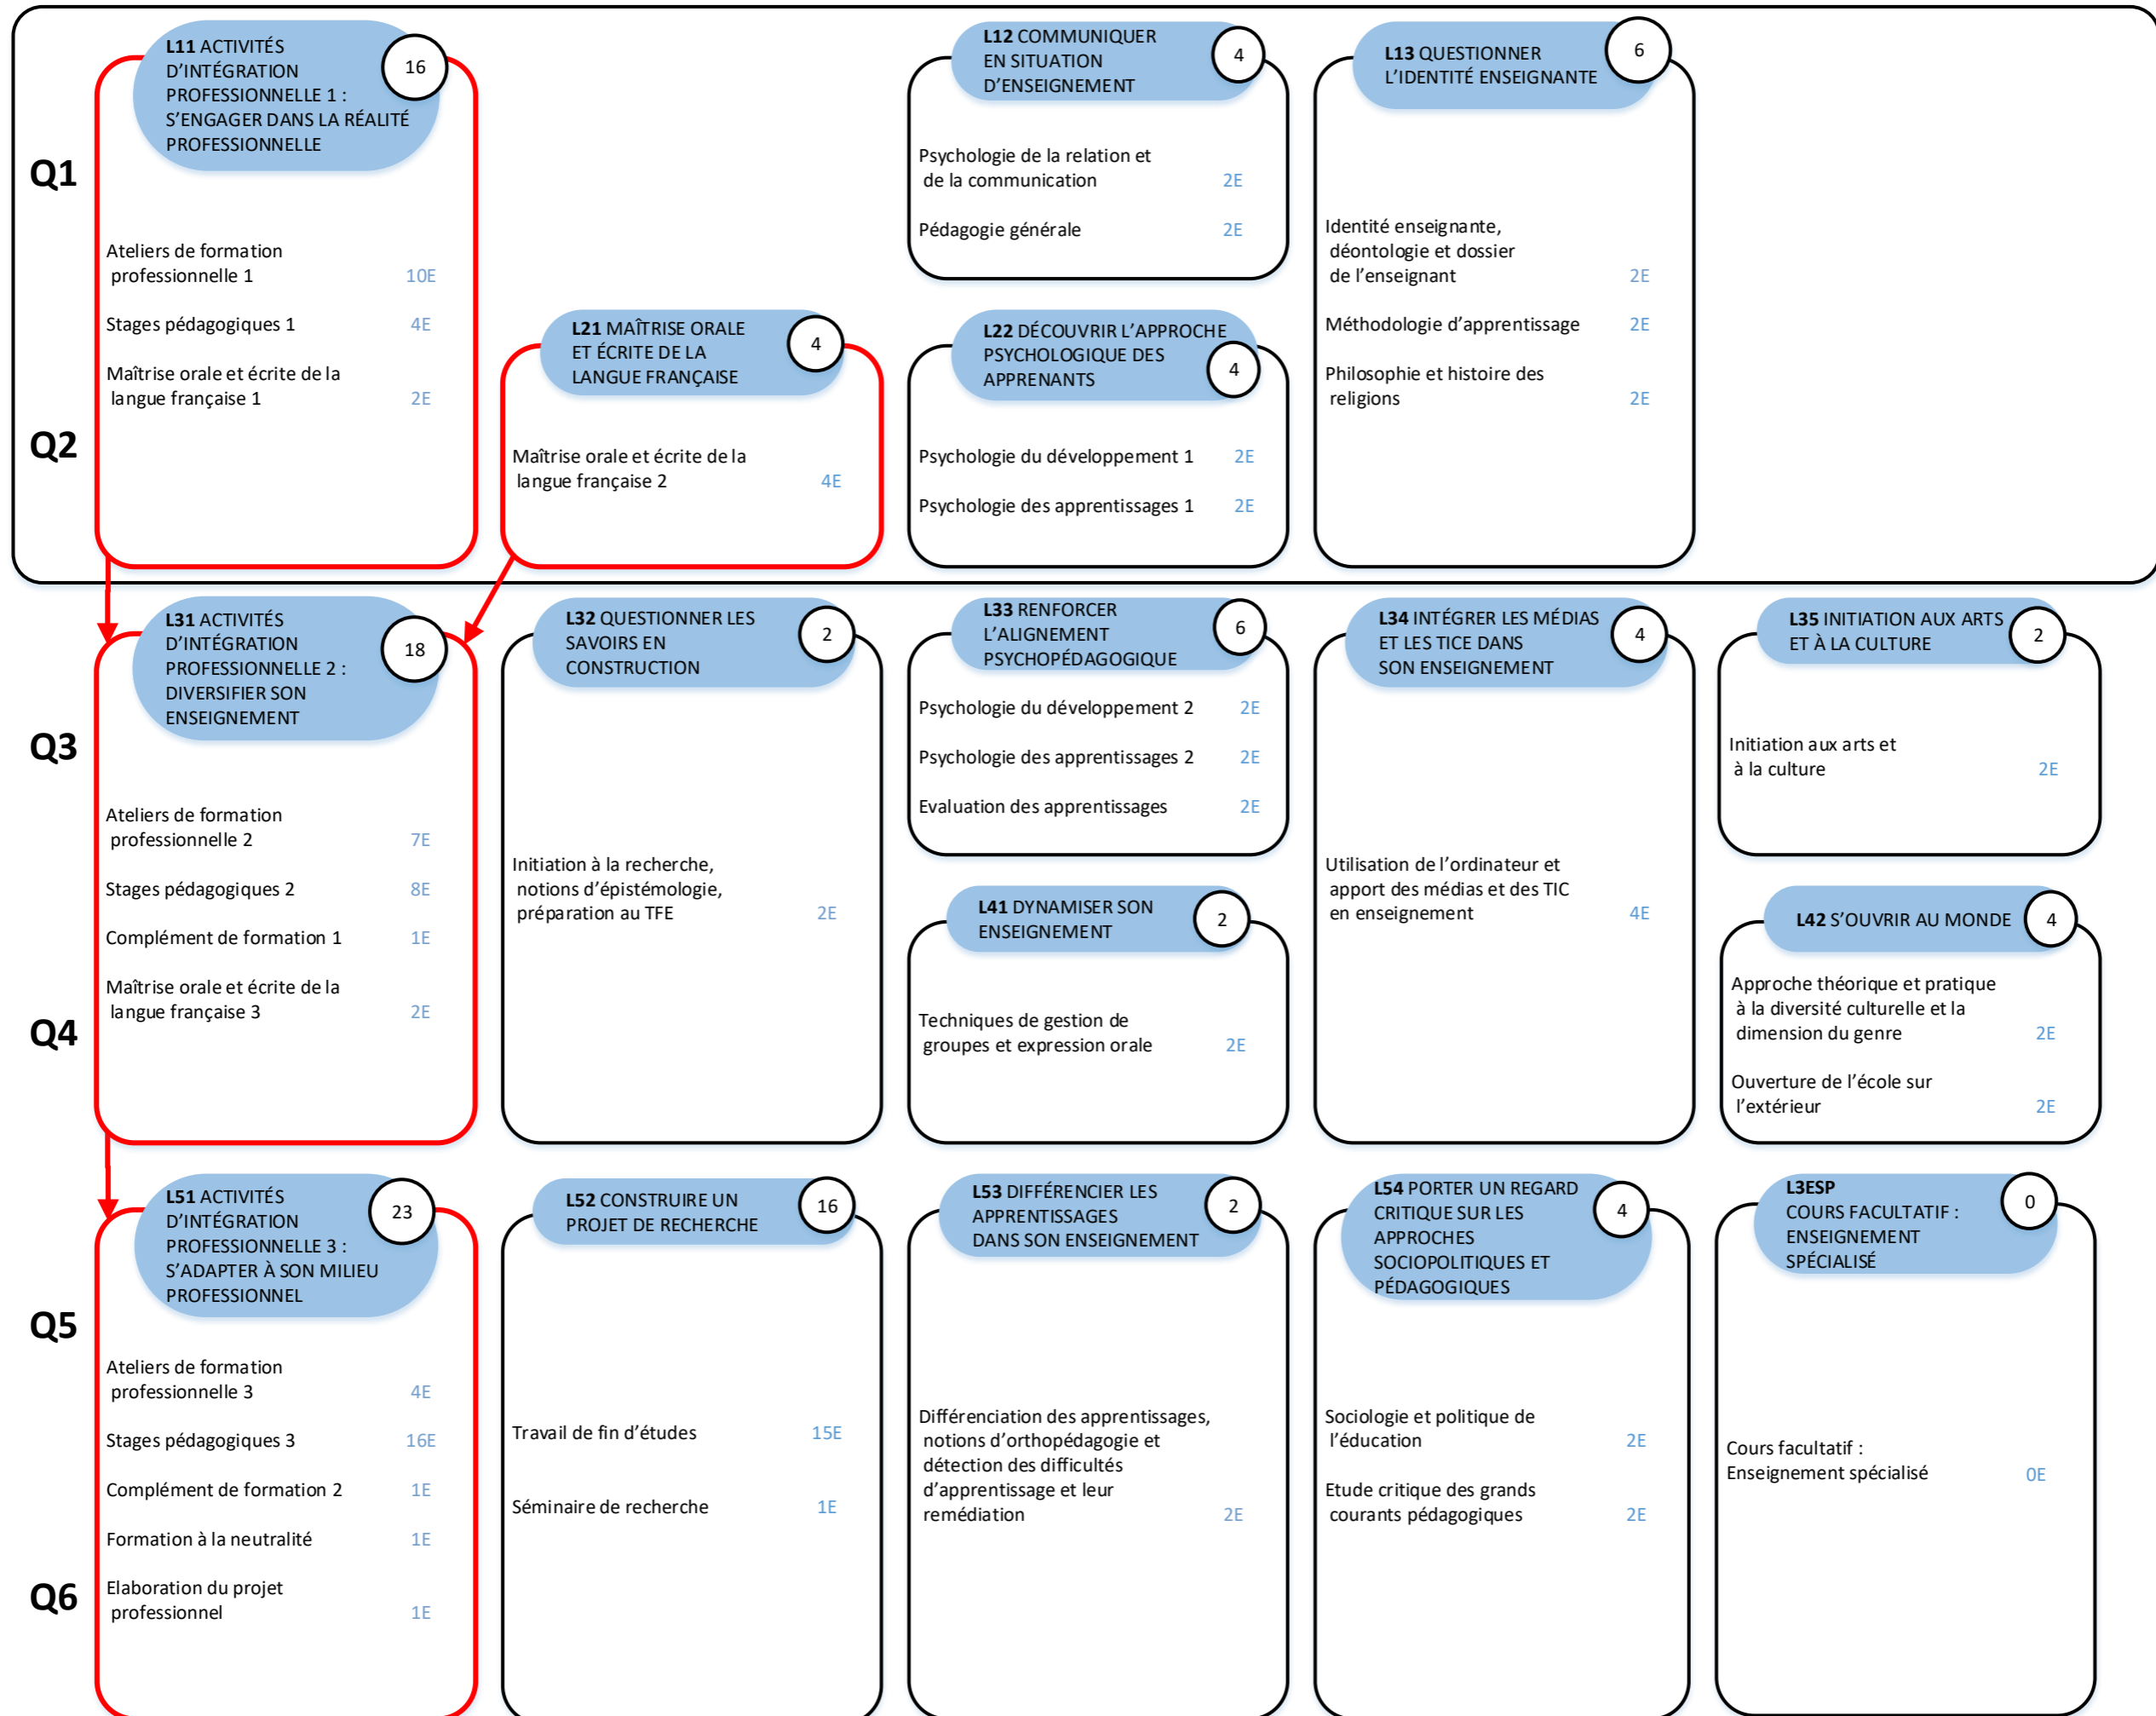 L11 ACTIVITÉS
D'INTÉGRATION
PROFESSIONNELLE 1 :
S'ENGAGER DANS LA RÉALITÉ
PROFESSIONNELLE
16
L12 COMMUNIQUER
EN SITUATION
D'ENSEIGNEMENT
4
L13 QUESTIONNER
L'IDENTITÉ ENSEIGNANTE
6
Q1
Ateliers de formation
professionnelle 1 10E
Stages pédagogiques 1 4E
Maîtrise orale et écrite de la
langue française 1 2E
Psychologie de la relation et
de la communication 2E
Pédagogie générale 2E
Identité enseignante,
déontologie et dossier
de l'enseignant 2E
Méthodologie d'apprentissage 2E
Philosophie et histoire des
religions 2E
Q2
L21 MAÎTRISE ORALE
ET ÉCRITE DE LA
LANGUE FRANÇAISE
4
Maîtrise orale et écrite de la
langue française 2 4E
L22 DÉCOUVRIR L'APPROCHE
PSYCHOLOGIQUE DES
APPRENANTS
4
Psychologie du développement 1 2E
Psychologie des apprentissages 1 2E
L31 ACTIVITÉS
D'INTÉGRATION
PROFESSIONNELLE 2 :
DIVERSIFIER SON
ENSEIGNEMENT
18
L32 QUESTIONNER LES
SAVOIRS EN
CONSTRUCTION
2
L33 RENFORCER
L'ALIGNEMENT
PSYCHOPÉDAGOGIQUE
6
L34 INTÉGRER LES MÉDIAS
ET LES TICE DANS
SON ENSEIGNEMENT
4
L35 INITIATION AUX ARTS
ET À LA CULTURE
2
Q3
Ateliers de formation
professionnelle 2 7E
Stages pédagogiques 2 8E
Complément de formation 1 1E
Maîtrise orale et écrite de la
langue française 3 2E
Initiation à la recherche,
notions d'épistémologie,
préparation au TFE 2E
Psychologie du développement 2 2E
Psychologie des apprentissages 2 2E
Evaluation des apprentissages 2E
Utilisation de l'ordinateur et
apport des médias et des TIC
en enseignement 4E
Initiation aux arts et
à la culture 2E
Q4
L41 DYNAMISER SON
ENSEIGNEMENT
2
Techniques de gestion de
groupes et expression orale 2E
L42 S'OUVRIR AU MONDE
4
Approche théorique et pratique
à la diversité culturelle et la
dimension du genre 2E
Ouverture de l'école sur
l'extérieur 2E
L51 ACTIVITÉS
D'INTÉGRATION
PROFESSIONNELLE 3 :
S'ADAPTER À SON MILIEU
PROFESSIONNEL
23
L52 CONSTRUIRE UN
PROJET DE RECHERCHE
16
L53 DIFFÉRENCIER LES
APPRENTISSAGES
DANS SON ENSEIGNEMENT
2
L54 PORTER UN REGARD
CRITIQUE SUR LES
APPROCHES
SOCIOPOLITIQUES ET
PÉDAGOGIQUES
4
L3ESP
COURS FACULTATIF :
ENSEIGNEMENT
SPÉCIALISÉ
0
Q5
Ateliers de formation
professionnelle 3 4E
Stages pédagogiques 3 16E
Complément de formation 2 1E
Formation à la neutralité 1E
Elaboration du projet
professionnel 1E
Travail de fin d'études 15E
Séminaire de recherche 1E
Différenciation des apprentissages,
notions d'orthopédagogie et
détection des difficultés
d'apprentissage et leur
remédiation 2E
Sociologie et politique de
l'éducation 2E
Etude critique des grands
courants pédagogiques 2E
Cours facultatif :
Enseignement spécialisé 0E
Q6